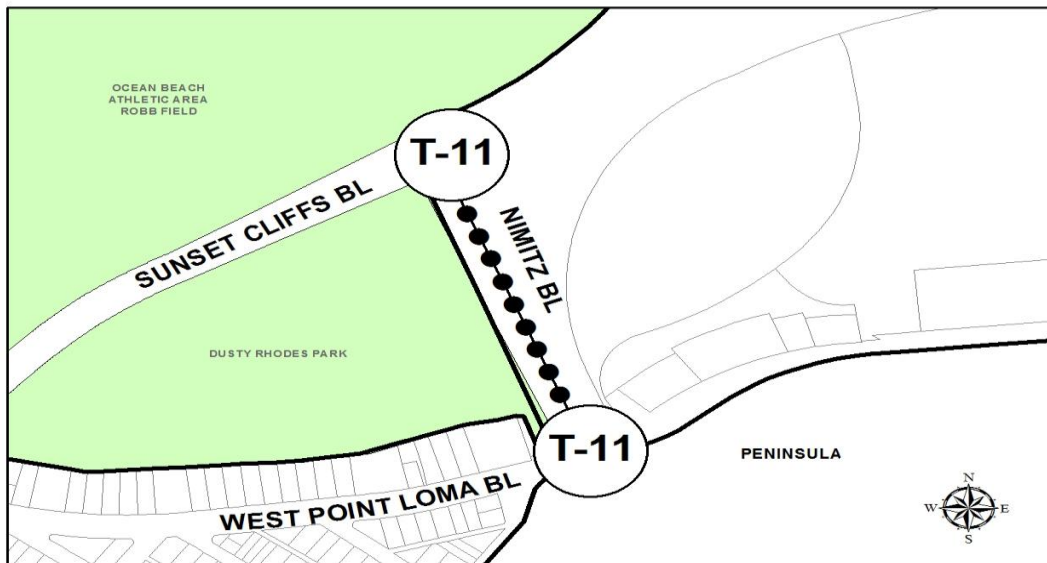 OCEAN BEACH
ATHLETIC AREA
ROBB FIELD
T-11
SUNSET CLIFFS BL
NIMITZ BL
DUSTY RHODES PARK
T-11
PENINSULA
WEST POINT LOMA BL
N
W
E
S